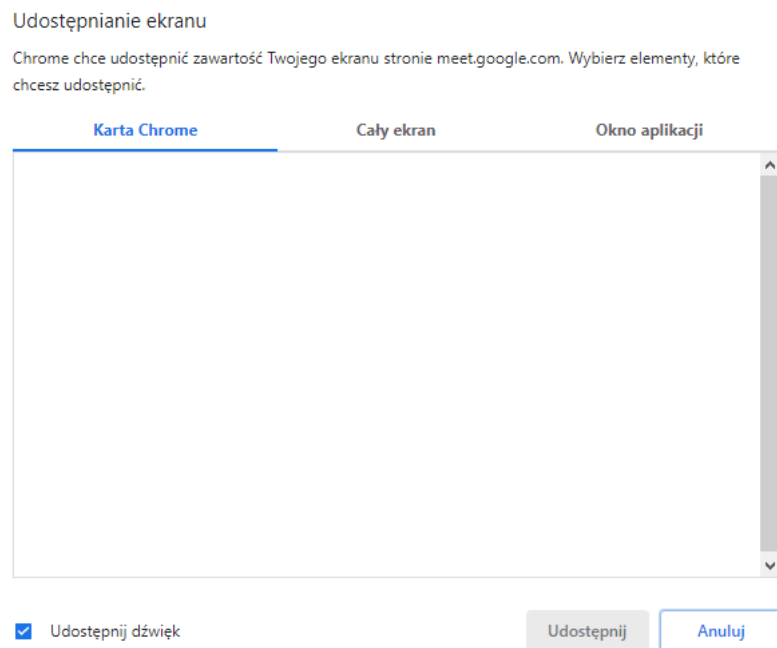 Udostępnianie ekranu
Chrome chce udostępnić zawartość Twojego ekranu stronie meet.google.com. Wybierz elementy, które
chcesz udostępnić.
Karta Chrome Cały ekran Okno aplikacji
Udostępnij dźwięk Udostępnij Anuluj